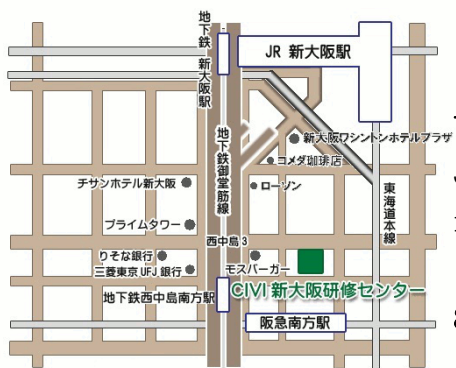 地下鉄 新大阪駅
JR 新大阪駅
新大阪ワシントンホテルプラザ
コメダ珈琲店
地下鉄御堂筋線
チサンホテル新大阪
ローソン
東海道本線
プライムタワー
西中島3
りそな銀行
三菱東京UFJ銀行
モスバーガー
地下鉄西中島南方駅
CIVI 新大阪研修センター
阪急南方駅